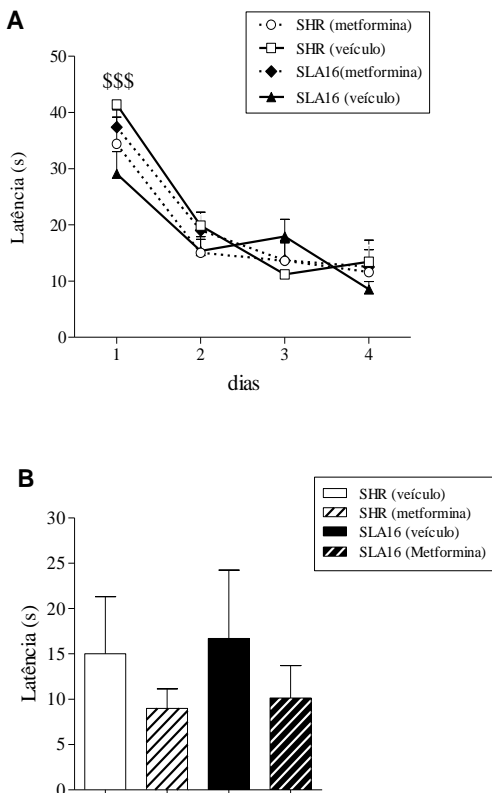 A
SHR (metformina)
SHR (veículo)
SLA16(metformina)
SLA16 (veículo)
$$$
50
40
30
20
10
0
Latência (s)
1 2 3 4
dias
B
SHR (veículo)
SHR (metformina)
SLA16 (veículo)
SLA16 (Metformina)
30
25
20
15
10
5
0
Latência (s)